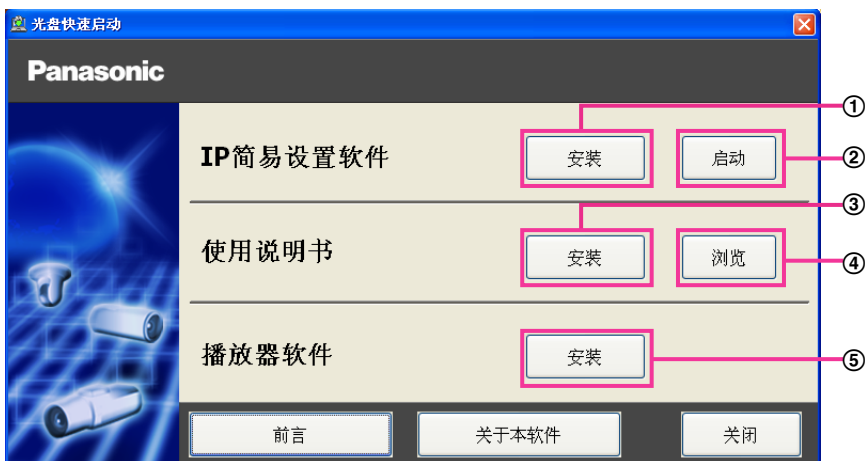 光盘快速启动
Panasonic
①
IP简易设置软件 安装 启动 ②
③
使用说明书 安装 浏览 ④
播放器软件 安装 ⑤
前言 关于本软件 关闭